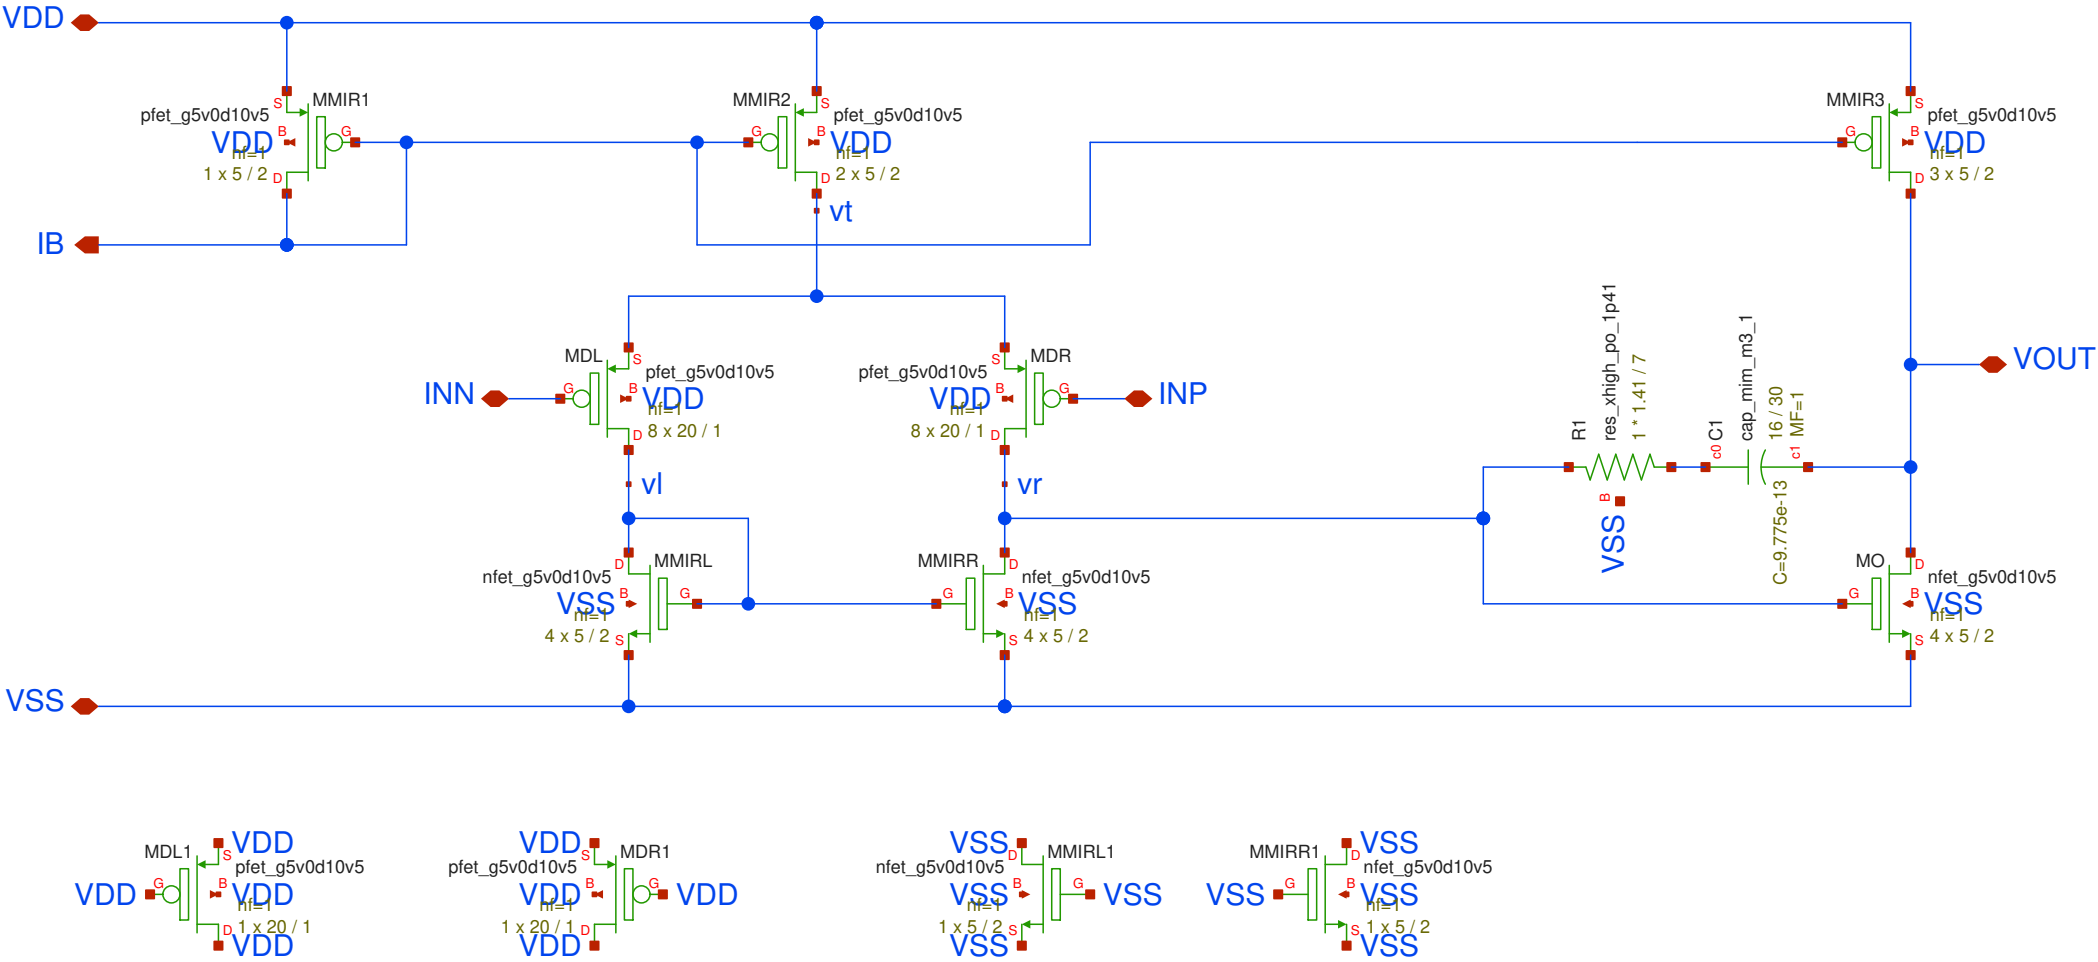 VDD
MMIR1
pfet_g5v0d10v5
S
B
G
D
VDD
nf=1
1 x 5 / 2
MMIR2
pfet_g5v0d10v5
S
G
B
D
VDD
nf=1
2 x 5 / 2
vt
MMIR3
pfet_g5v0d10v5
S
G
B
D
VDD
nf=1
3 x 5 / 2
IB
MDL
pfet_g5v0d10v5
S
G
B
D
INN
VDD
nf=1
8 x 20 / 1
vl
MDR
pfet_g5v0d10v5
S
B
G
D
VDD
INP
nf=1
8 x 20 / 1
vr
R1
res_xhigh_po_1p41
1 * 1.41 / 7
B
VSS
c0
C1
cap_mim_m3_1
16 / 30
MF=1
c1
C=9.775e-13
VOUT
MMIRL
nfet_g5v0d10v5
D
B
G
S
VSS
nf=1
4 x 5 / 2
MMIRR
nfet_g5v0d10v5
D
G
B
S
VSS
nf=1
4 x 5 / 2
MO
nfet_g5v0d10v5
D
G
B
S
VSS
nf=1
4 x 5 / 2
VSS
MDL1
VDD
S
pfet_g5v0d10v5
VDD
G
B
VDD
nf=1
1 x 20 / 1
D
VDD
VDD
MDR1
S
pfet_g5v0d10v5
VDD
B
G
VDD
nf=1
1 x 20 / 1
D
VDD
VSS
MMIRL1
D
nfet_g5v0d10v5
VSS
B
G
VSS
nf=1
1 x 5 / 2
S
VSS
MMIRR1
VSS
D
nfet_g5v0d10v5
VSS
G
B
VSS
nf=1
1 x 5 / 2
S
VSS